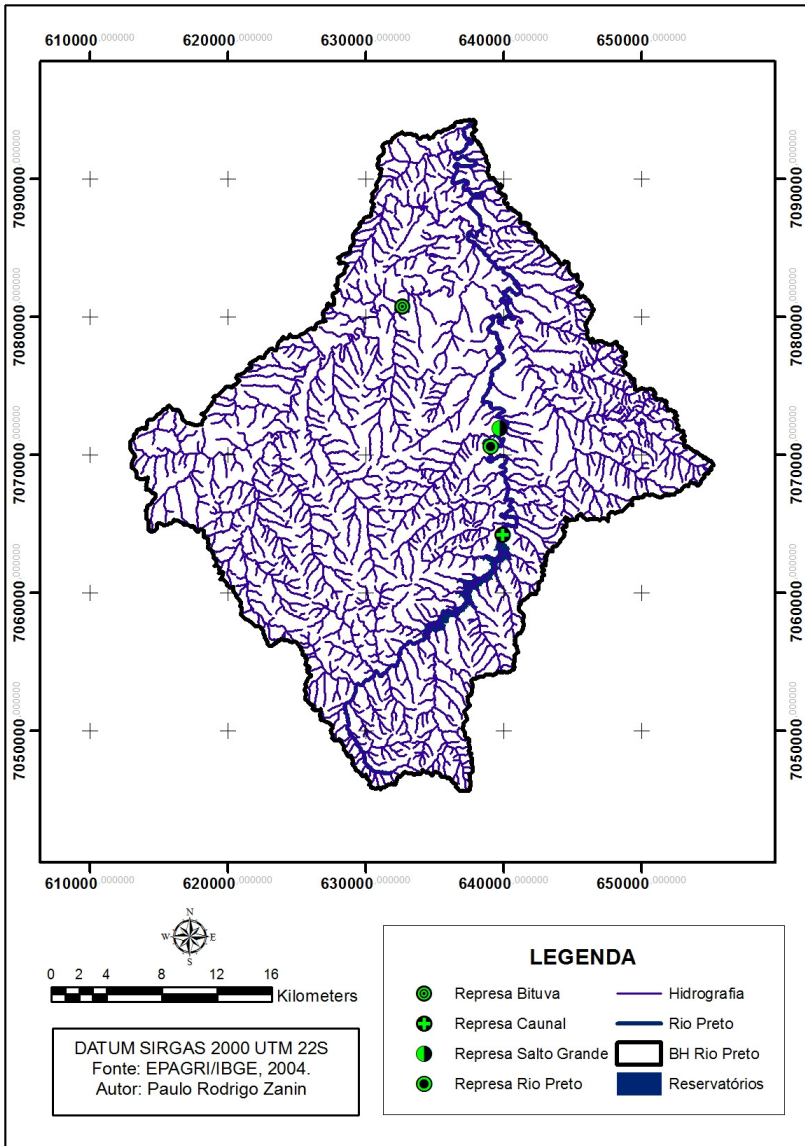 610000,000000 620000,000000 630000,000000 640000,000000 650000,000000
7090000,000000 7090000,000000
7080000,000000 7080000,000000
7070000,000000 7070000,000000
7060000,000000 7060000,000000
7050000,000000 7050000,000000
610000,000000 620000,000000 630000,000000 640000,000000 650000,000000
N
W E
S
0 2 4 8 12 16
Kilometers
DATUM SIRGAS 2000 UTM 22S
Fonte: EPAGRI/IBGE, 2004.
Autor: Paulo Rodrigo Zanin
LEGENDA
Represa Bituva
Represa Caunal
Represa Salto Grande
Represa Rio Preto
Hidrografia
Rio Preto
BH Rio Preto
Reservatórios